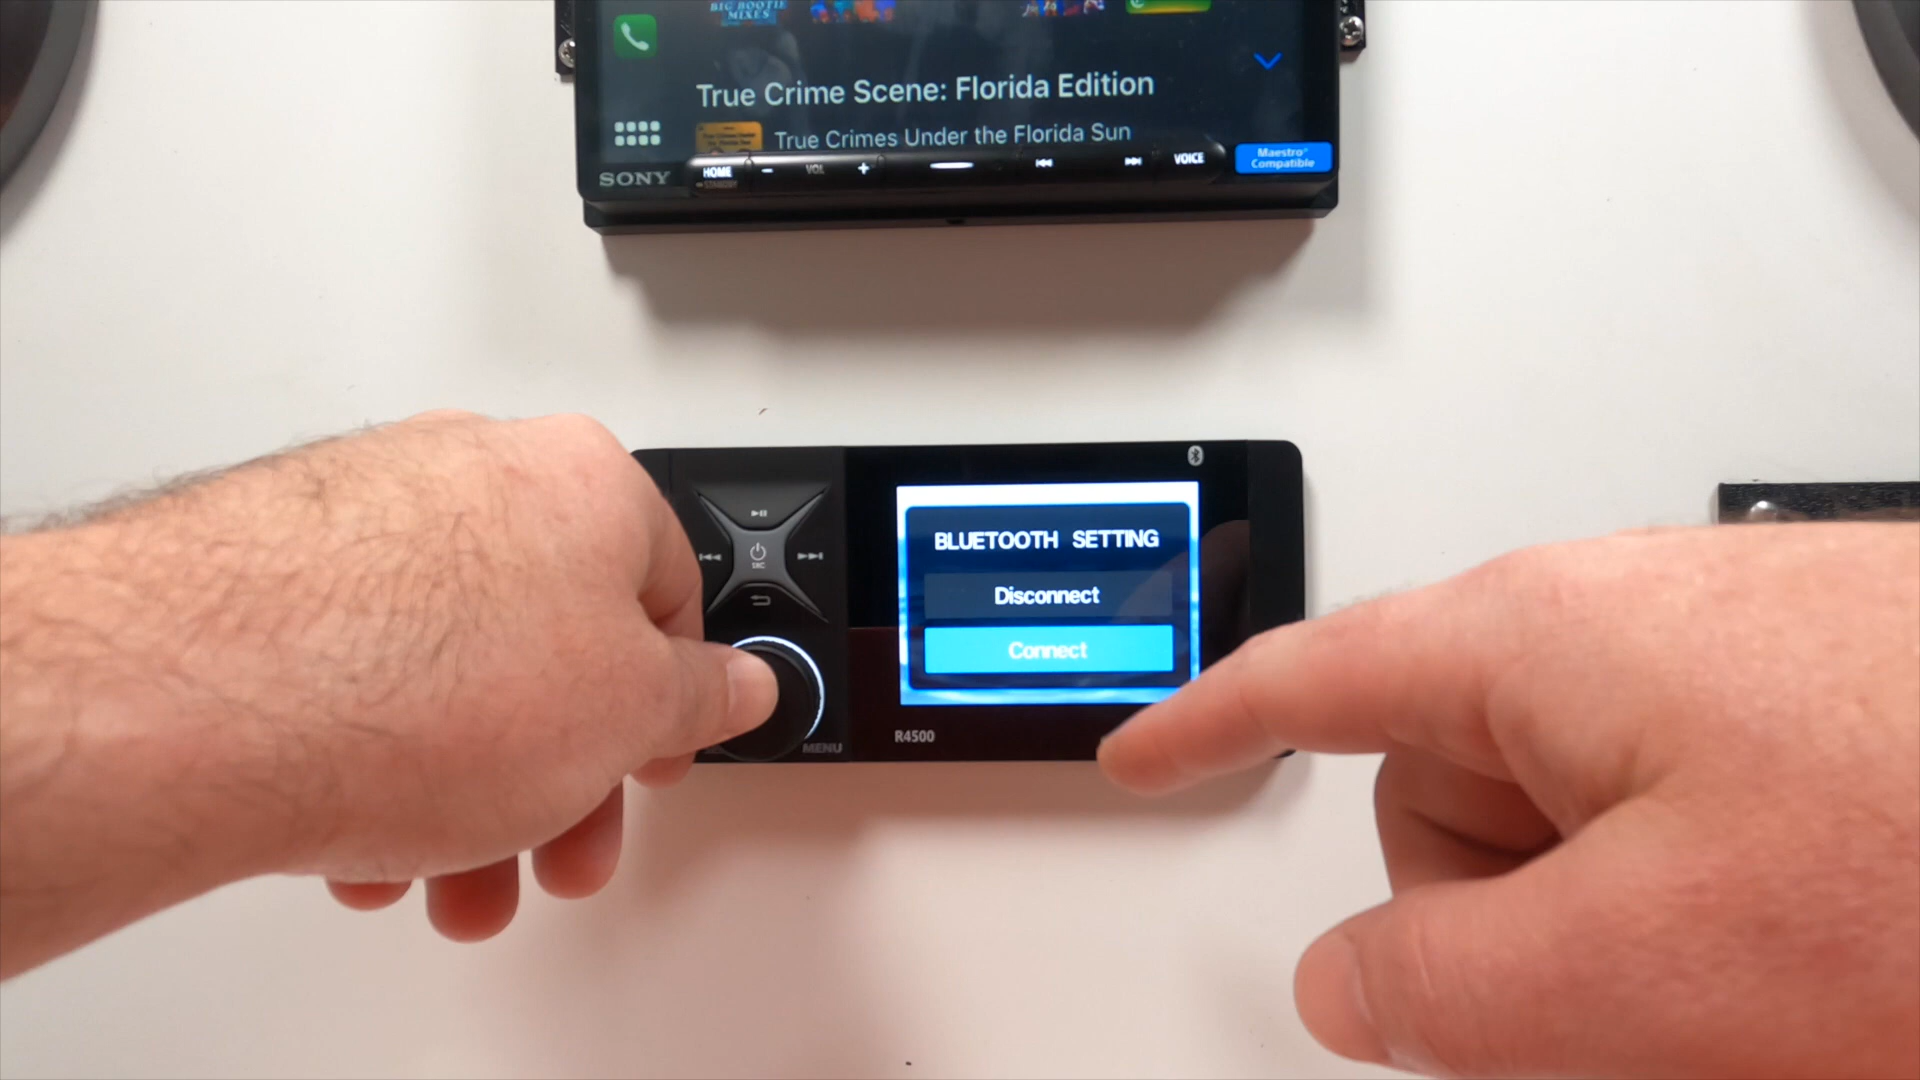 BIG BOOTIE
MIXES
True Crime Scene: Florida Edition
True Crimes Under the Florida Sun
SONY
HOME
VOL
VOICE
Maestro
Compatible
BLUETOOTH SETTING
Disconnect
Connect
SRC
R4500
MENU